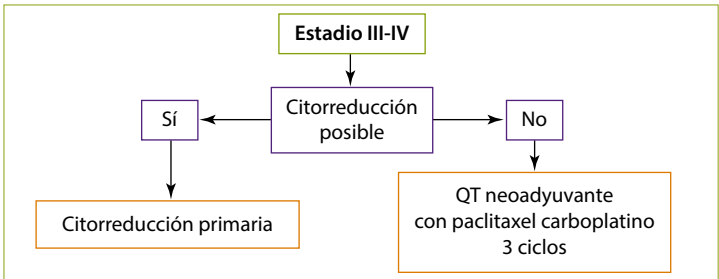 Estadio III-IV
Citorreducción
posible
Sí
No
Citorreducción primaria
QT neoadyuvante
con paclitaxel carboplatino
3 ciclos